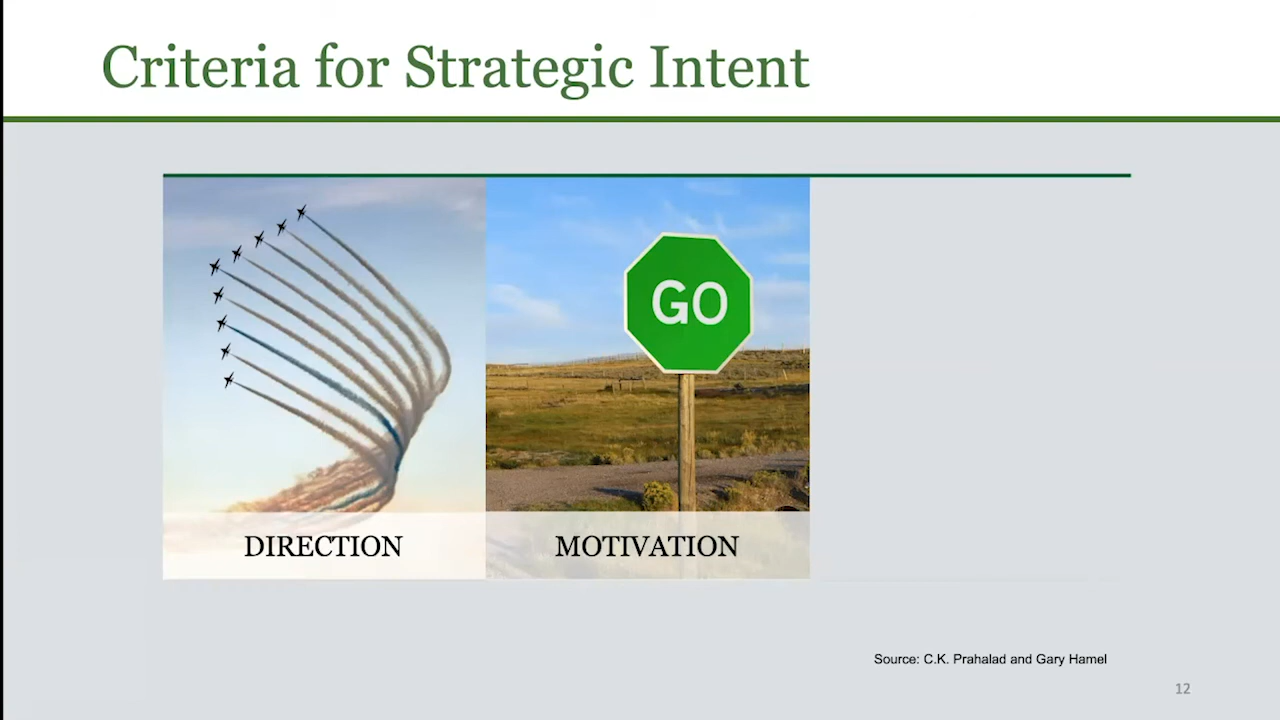 Criteria for Strategic Intent
GO
DIRECTION
MOTIVATION
Source: C.K. Prahalad and Gary Hamel
12